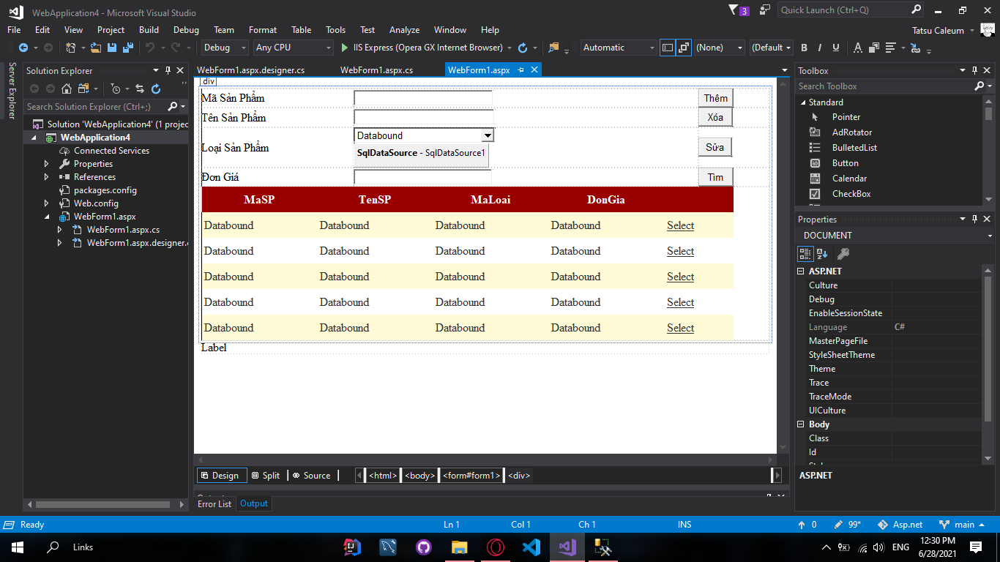 WebApplication4 - Microsoft Visual Studio
3
Quick Launch (Ctrl+Q)
File Edit View Project Build Debug Team Format Table Tools Test Analyze Window Help
Tatsu Caleum
Debug Any CPU IIS Express (Opera GX Internet Browser) Automatic (None) (Default) B I U A
Server Explorer
Solution Explorer
Search Solution Explorer (Ctrl+;)
Solution 'WebApplication4' (1 projec
WebApplication4
Connected Services
Properties
References
packages.config
Web.config
WebForm1.aspx
WebForm1.aspx.cs
WebForm1.aspx.designer.
WebForm1.aspx.designer.cs WebForm1.aspx.cs WebForm1.aspx
div
Mã Sản Phẩm Thêm
Tên Sản Phẩm Xóa
Databound
Loại Sản Phẩm Sửa
SqlDataSource - SqlDataSource1
Đơn Giá Tìm
MaSP TenSP MaLoai DonGia
Databound Databound Databound Databound Select
Databound Databound Databound Databound Select
Databound Databound Databound Databound Select
Databound Databound Databound Databound Select
Databound Databound Databound Databound Select
Label
Design Split Source <html> <body> <form#form1> <div>
Error List Output
Toolbox
Search Toolbox
Standard
Pointer
AdRotator
BulletedList
Button
Calendar
CheckBox
Properties
DOCUMENT
ASP.NET
Culture
Debug
EnableSessionState
Language C#
MasterPageFile
StyleSheetTheme
Theme
Trace
TraceMode
UICulture
Body
Class
Id
ASP.NET
Ready Ln 1 Col 1 Ch 1 INS 0 99* Asp.net main
Links
ENG
12:30 PM
6/28/2021